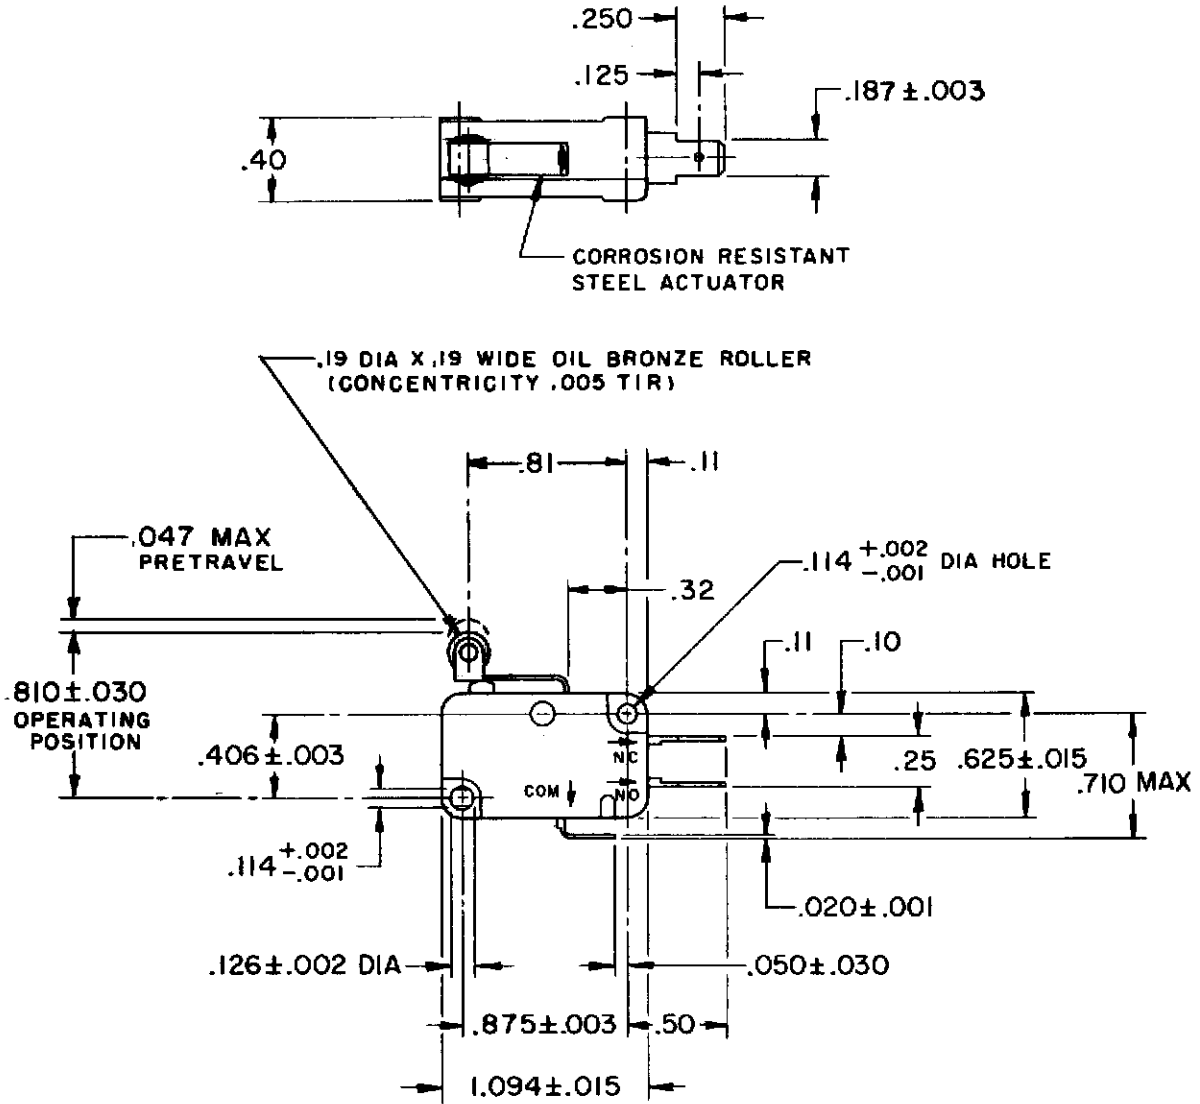 .250
.125
.187±.003
.40
CORROSION RESISTANT
STEEL ACTUATOR
.19 DIA X .19 WIDE OIL BRONZE ROLLER
(CONCENTRICITY .005 TIR)
.81
.11
.047 MAX
PRETRAVEL
.114 +.002 -.001 DIA HOLE
.32
.11
.10
.810±.030
OPERATING
POSITION
.406±.003
NC
.25
.625±.015
.710 MAX
COM
NO
.114 +.002 -.001
.020±.001
.126±.002 DIA
.050±.030
.875±.003
.50
1.094±.015